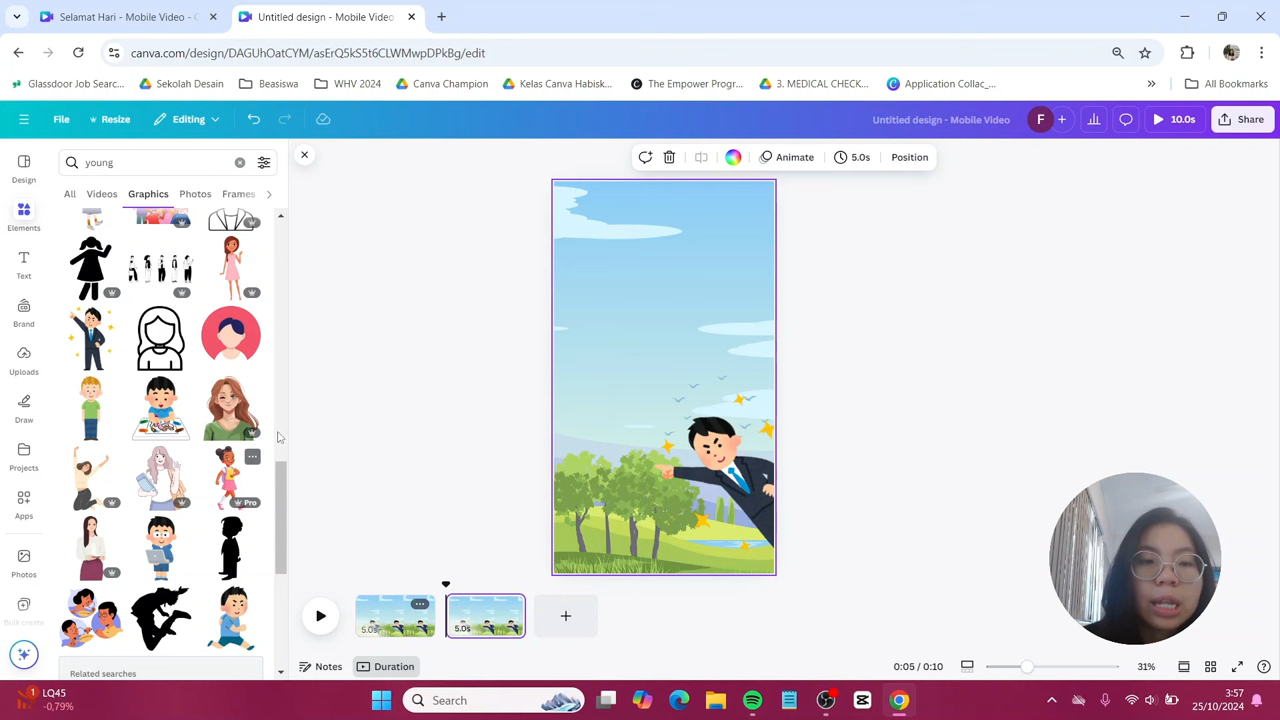 Selamat Hari - Mobile Video - C
Untitled design - Mobile Video
canva.com/design/DAGUhOatCYM/asErQ5kS5t6CLWMwpDPkBg/edit
Glassdoor Job Searc...
Sekolah Desain
Beasiswa
WHV 2024
Canva Champion
Kelas Canva Habisk...
The Empower Progr...
3. MEDICAL CHECK...
Application Collac_...
All Bookmarks
File
Resize
Editing
Untitled design - Mobile Video
F
10.0s
Share
young
5.0s
Animate
Position
Design
Elements
Text
Brand
Uploads
Draw
Projects
Apps
Photos
Bulk create
All
Videos
Graphics
Photos
Frames
Pro
Related searches
5.0s
5.0s
Notes
Duration
0:05 / 0:10
31%
1
LQ45
-0,79%
Search
3:57
25/10/2024